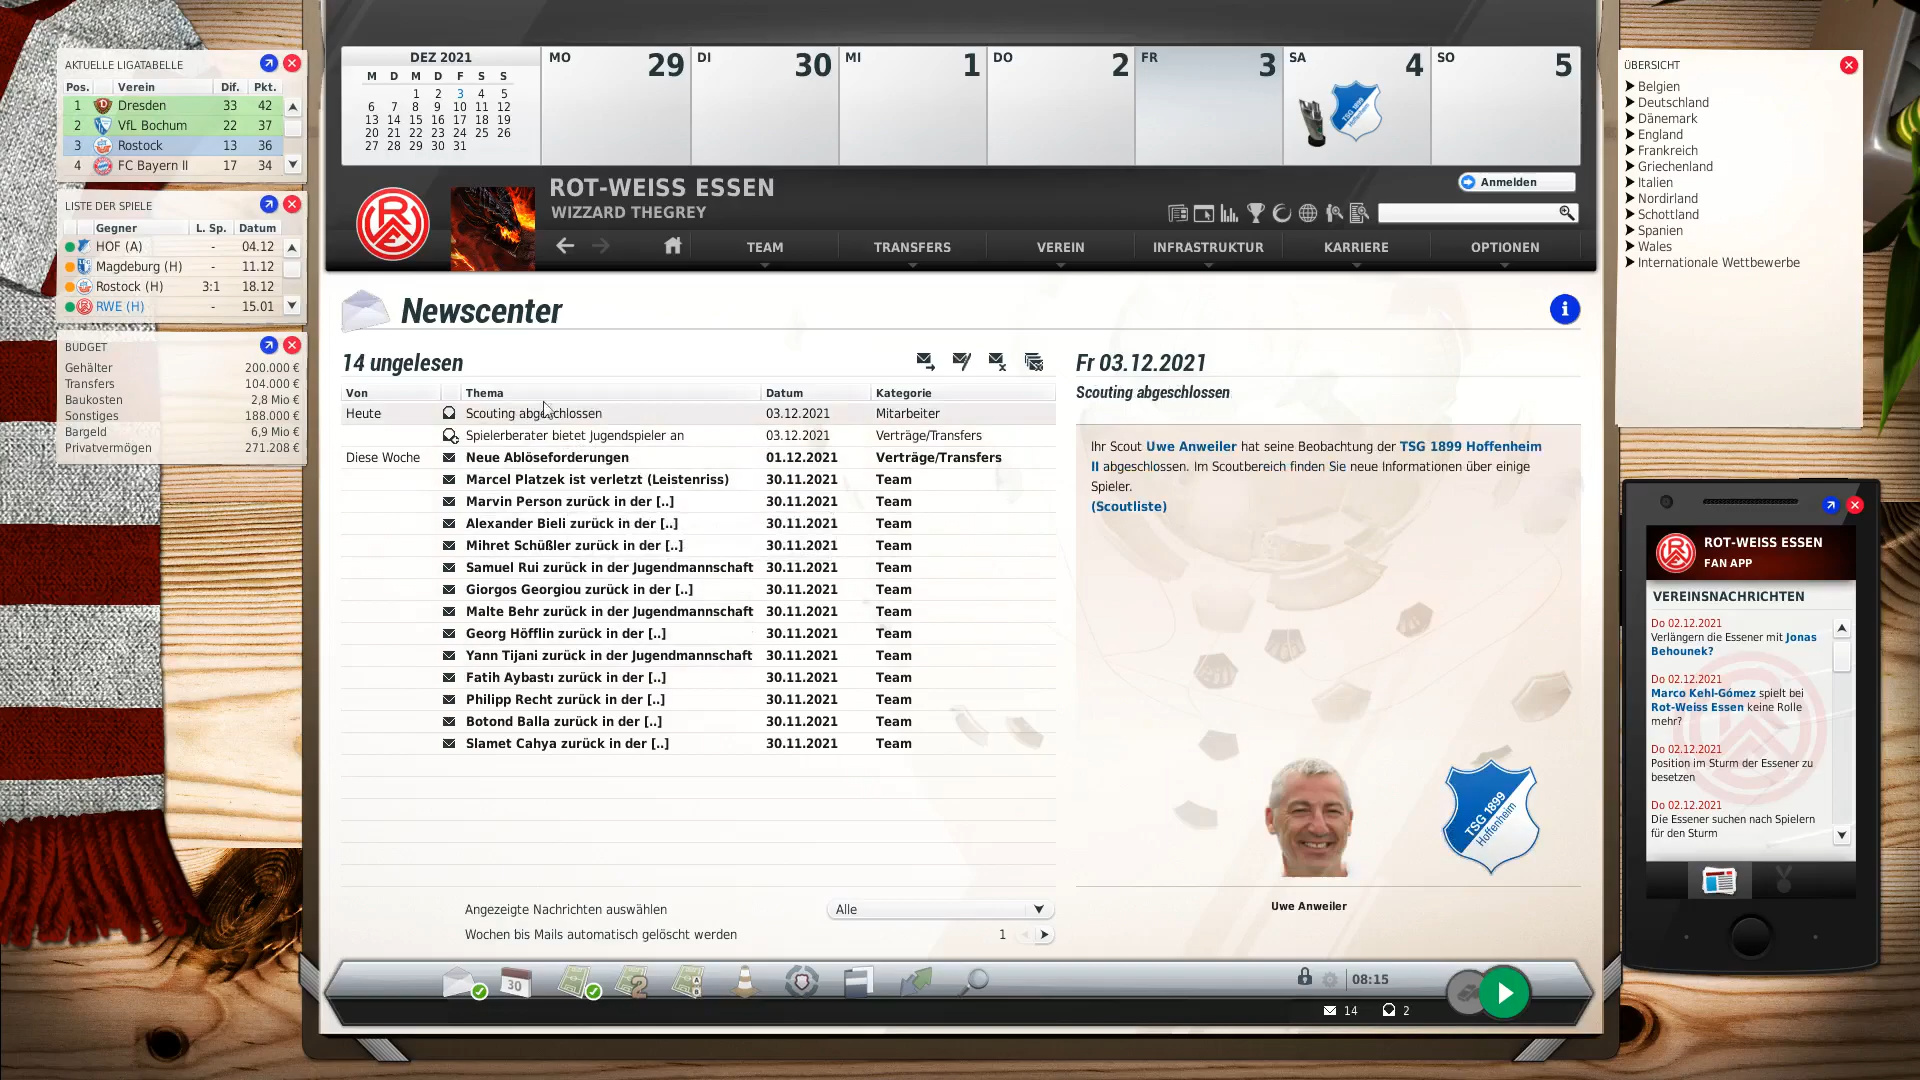 AKTUELLE LIGATABELLE
Pos. Verein Dif. Pkt.
1 Dresden 33 42
2 VfL Bochum 22 37
3 Rostock 13 36
4 FC Bayern II 17 34
LISTE DER SPIELE
Gegner L. Sp. Datum
HOF (A) - 04.12
Magdeburg (H) - 11.12
Rostock (H) 3:1 18.12
RWE (H) - 15.01
BUDGET
Gehälter 200.000 €
Transfers 104.000 €
Baukosten 2,8 Mio €
Sonstiges 188.000 €
Bargeld 6,9 Mio €
Privatvermögen 271.208 €
DEZ 2021
M D M D F S S
1 2 3 4 5
6 7 8 9 10 11 12
13 14 15 16 17 18 19
20 21 22 23 24 25 26
27 28 29 30 31
MO 29 DI 30 MI 1 DO 2 FR 3 SA 4 SO 5
TSG 1899
Hoffenheim
ROT-WEISS ESSEN
WIZZARD THEGREY
Anmelden
TEAM TRANSFERS VEREIN INFRASTRUKTUR KARRIERE OPTIONEN
Newscenter
14 ungelesen
Von Thema Datum Kategorie
Heute Scouting abgeschlossen 03.12.2021 Mitarbeiter
Spielerberater bietet Jugendspieler an 03.12.2021 Verträge/Transfers
Diese Woche Neue Ablöseforderungen 01.12.2021 Verträge/Transfers
Marcel Platzek ist verletzt (Leistenriss) 30.11.2021 Team
Marvin Person zurück in der [..] 30.11.2021 Team
Alexander Bieli zurück in der [..] 30.11.2021 Team
Mihret Schüßler zurück in der [..] 30.11.2021 Team
Samuel Rui zurück in der Jugendmannschaft 30.11.2021 Team
Giorgos Georgiou zurück in der [..] 30.11.2021 Team
Malte Behr zurück in der Jugendmannschaft 30.11.2021 Team
Georg Höfflin zurück in der [..] 30.11.2021 Team
Yann Tijani zurück in der Jugendmannschaft 30.11.2021 Team
Fatih Aybastı zurück in der [..] 30.11.2021 Team
Philipp Recht zurück in der [..] 30.11.2021 Team
Botond Balla zurück in der [..] 30.11.2021 Team
Slamet Cahya zurück in der [..] 30.11.2021 Team
Angezeigte Nachrichten auswählen Alle
Wochen bis Mails automatisch gelöscht werden 1
Fr 03.12.2021
Scouting abgeschlossen
Ihr Scout Uwe Anweiler hat seine Beobachtung der TSG 1899 Hoffenheim
II abgeschlossen. Im Scoutbereich finden Sie neue Informationen über einige
Spieler.
(Scoutliste)
TSG 1899
Hoffenheim
Uwe Anweiler
30
2
08:15
14 2
ÜBERSICHT
Belgien
Deutschland
Dänemark
England
Frankreich
Griechenland
Italien
Nordirland
Schottland
Spanien
Wales
Internationale Wettbewerbe
ROT-WEISS ESSEN
FAN APP
VEREINSNACHRICHTEN
Do 02.12.2021
Verlängern die Essener mit Jonas
Behounek?
Do 02.12.2021
Marco Kehl-Gómez spielt bei
Rot-Weiss Essen keine Rolle
mehr?
Do 02.12.2021
Position im Sturm der Essener zu
besetzen
Do 02.12.2021
Die Essener suchen nach Spielern
für den Sturm